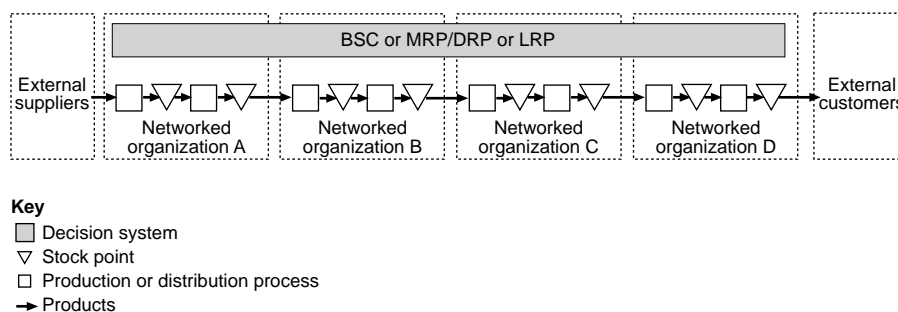 BSC or MRP/DRP or LRP
External
suppliers
External
customers
Networked
organization A
Networked
organization B
Networked
organization C
Networked
organization D
Key
Decision system
Stock point
Production or distribution process
Products